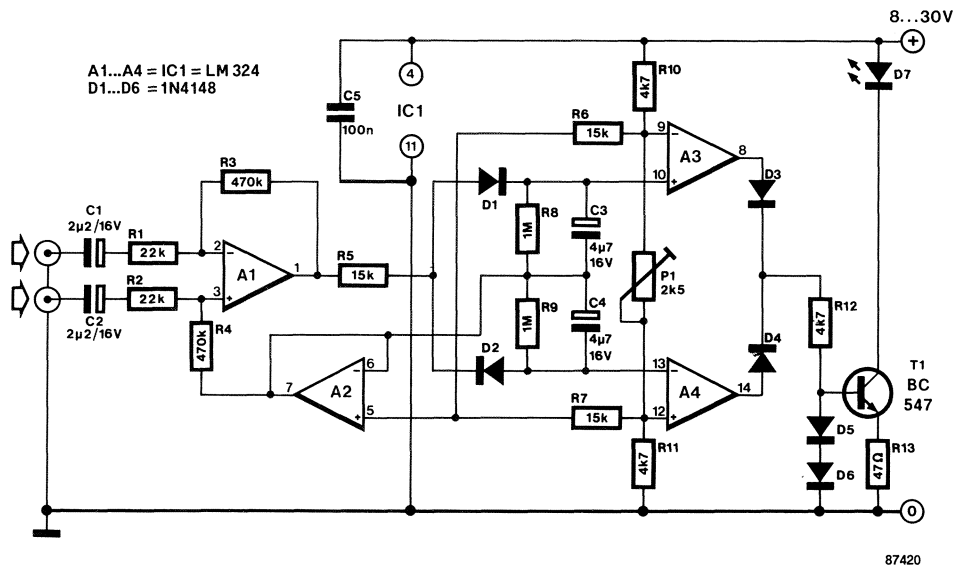 8...30V
A1...A4 = IC1 = LM 324
D1...D6 = 1N4148
+
D7
4
C5
100n
IC1
11
R10
4k7
R6
15k
9
−
A3
8
10
+
D3
R3
470k
C1
2µ2/16V
R1
22k
2
−
A1
1
R2
22k
3
+
C2
2µ2/16V
R4
470k
R5
15k
D1
R8
1M
C3
4µ7
16V
P1
2k5
R9
1M
C4
4µ7
16V
D2
7
A2
6
−
5
+
R7
15k
13
−
A4
14
12
+
D4
R11
4k7
R12
4k7
T1
BC
547
D5
D6
R13
47Ω
0
87420